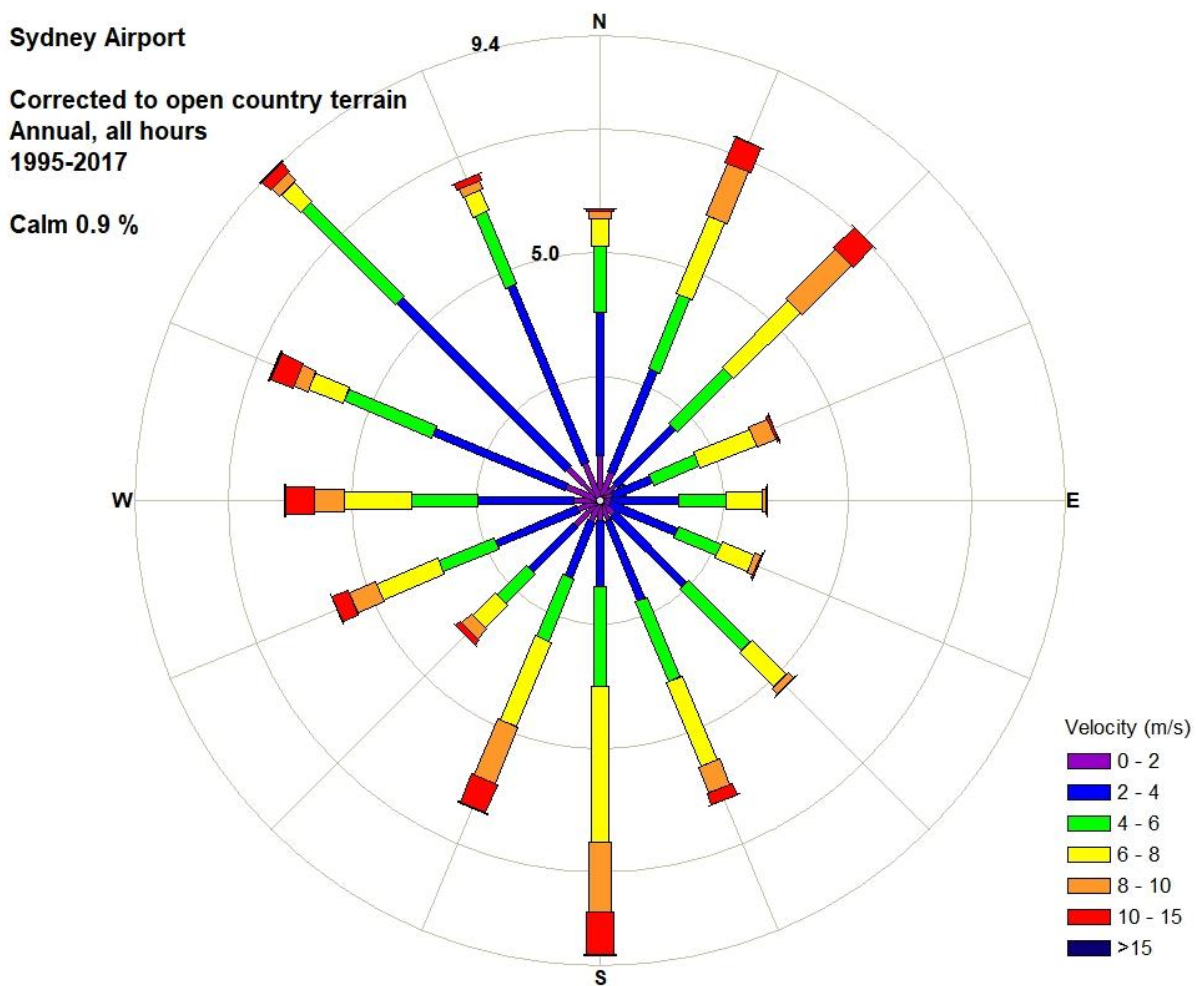 Sydney Airport
Corrected to open country terrain
Annual, all hours
1995-2017
Calm 0.9 %
N
9.4
5.0
W
E
S
Velocity (m/s)
0 - 2
2 - 4
4 - 6
6 - 8
8 - 10
10 - 15
>15